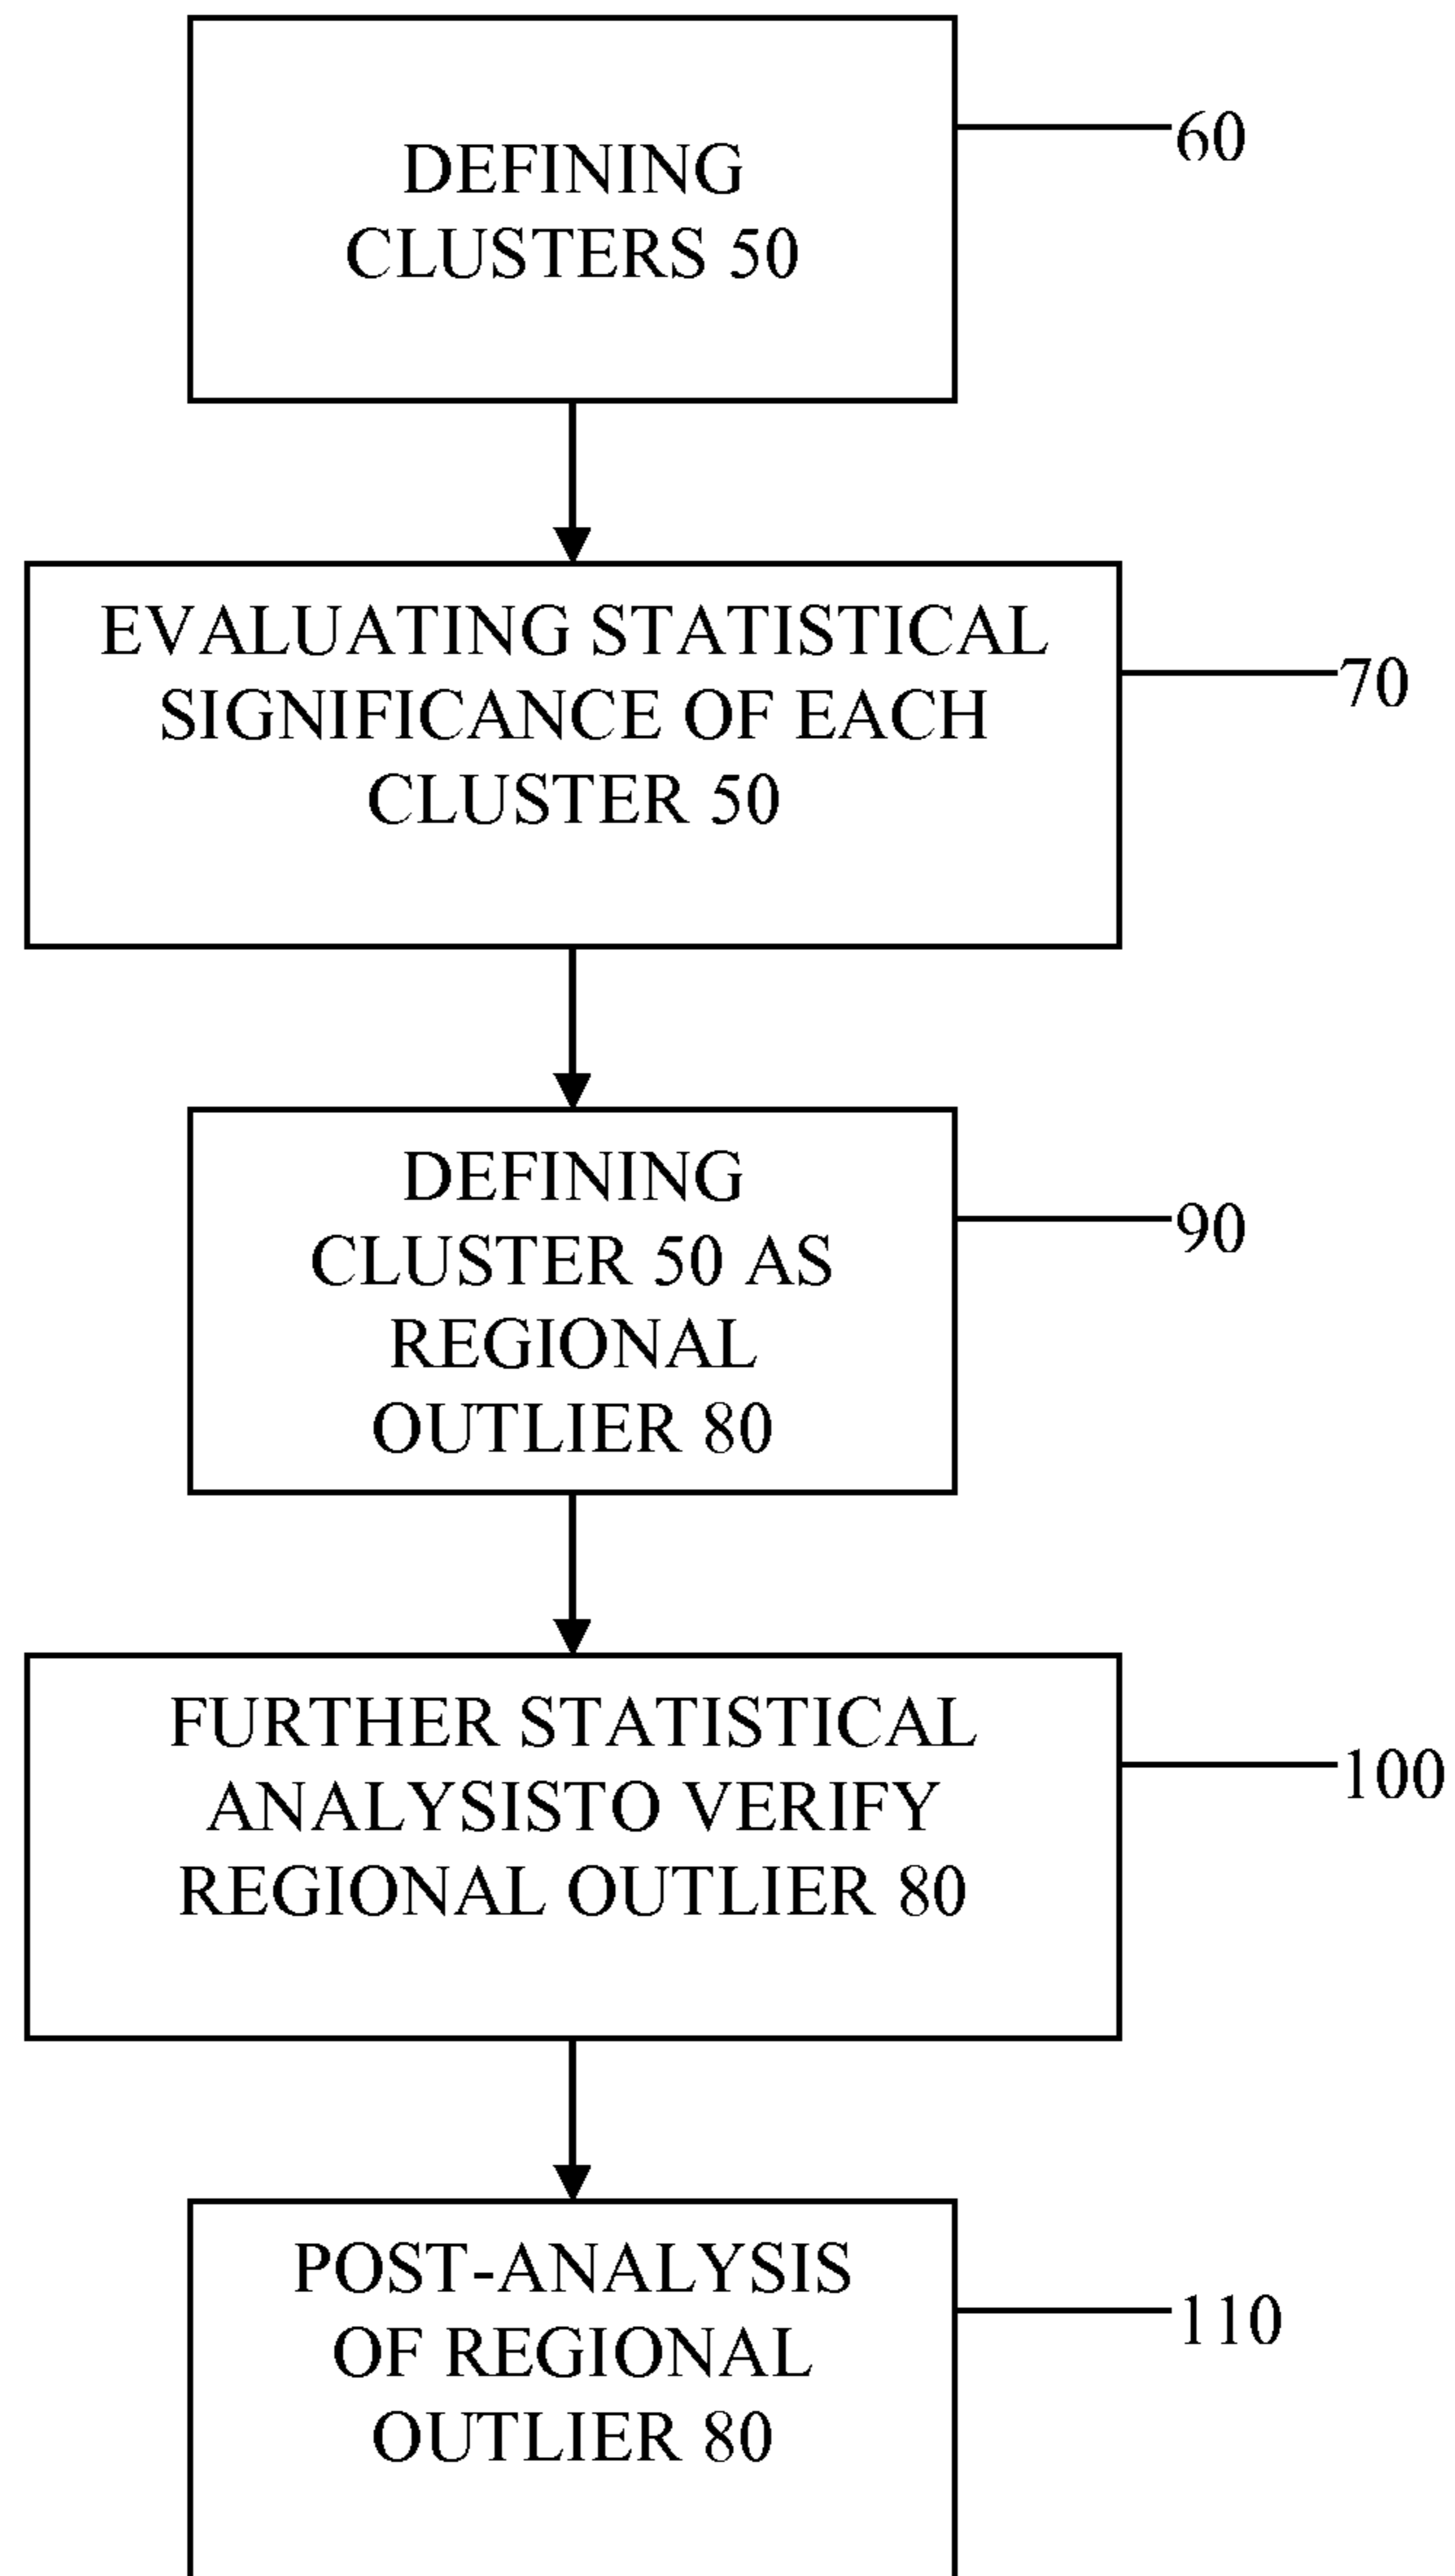 DEFINING
CLUSTERS 50
60
EVALUATING STATISTICAL
SIGNIFICANCE OF EACH
CLUSTER 50
70
DEFINING
CLUSTER 50 AS
REGIONAL
OUTLIER 80
90
FURTHER STATISTICAL
ANALYSISTO VERIFY
REGIONAL OUTLIER 80
100
POST-ANALYSIS
OF REGIONAL
OUTLIER 80
110